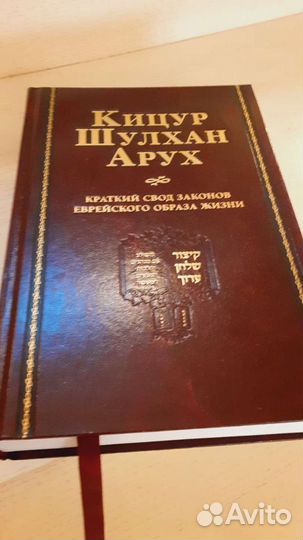 Кицур
Шулхан
Арух
КРАТКИЙ СВОД ЗАКОНОВ
ЕВРЕЙСКОГО ОБРАЗА ЖИЗНИ
קיצור
שלחן
ערוך
Avito